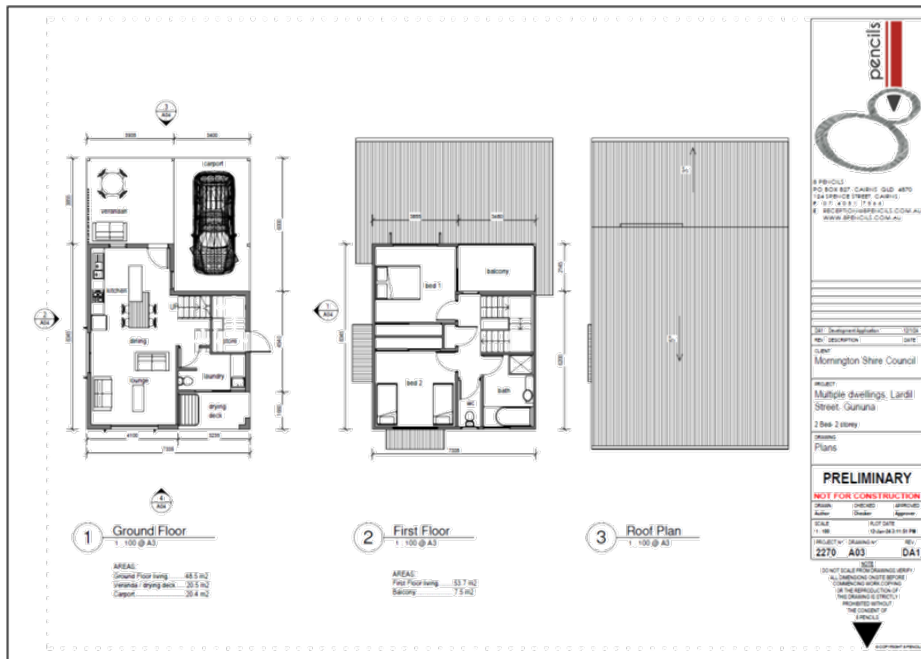 pencils
8 PENCILS
PO BOX 827, CAIRNS QLD 4870
124 SPENCE STREET, CAIRNS
WWW.8PENCILS.COM.AU
DA1 Development Application
REV DESCRIPTION DATE
CLIENT
Mornington Shire Council
PROJECT
Multiple dwellings, Lardil
Street, Gununa
2 Bed- 2 storey
DRAWING
Plans
PRELIMINARY
NOT FOR CONSTRUCTION
DRAWN CHECKED APPROVED
Author Checker Approver
SCALE PLOT DATE
1 : 100
PROJECT No DRAWING No REV
2270 A03 DA1
NOTE
DO NOT SCALE FROM DRAWINGS. VERIFY
ALL DIMENSIONS ONSITE BEFORE
COMMENCING WORK. COPYING
OR THE REPRODUCTION OF
THIS DRAWING IS STRICTLY
PROHIBITED WITHOUT
THE CONSENT OF
8 PENCILS
carport
verandah
kitchen
UP
dining
store
lounge
laundry
drying
deck
4100
7300
1 Ground Floor
1 : 100 @ A3
AREAS:
Ground Floor living 48.5 m2
Veranda / drying deck 20.5 m2
Carport 20.4 m2
bed 1
balcony
bed 2
bath
wc
7300
2 First Floor
1 : 100 @ A3
AREAS:
First Floor living 53.7 m2
Balcony 7.5 m2
3 Roof Plan
1 : 100 @ A3